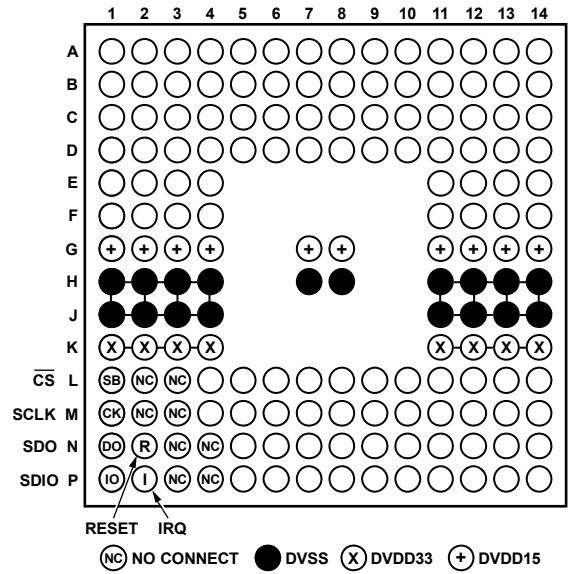 1 2 3 4 5 6 7 8 9 10 11 12 13 14
A
B
C
D
E
F
G + + + + + + + + + +
H
J
K X X X X X X X X
CS L SB NC NC
SCLK M CK NC NC
SDO N DO R NC NC
SDIO P IO I NC NC
RESET IRQ
NC NO CONNECT DVSS X DVDD33 + DVDD15